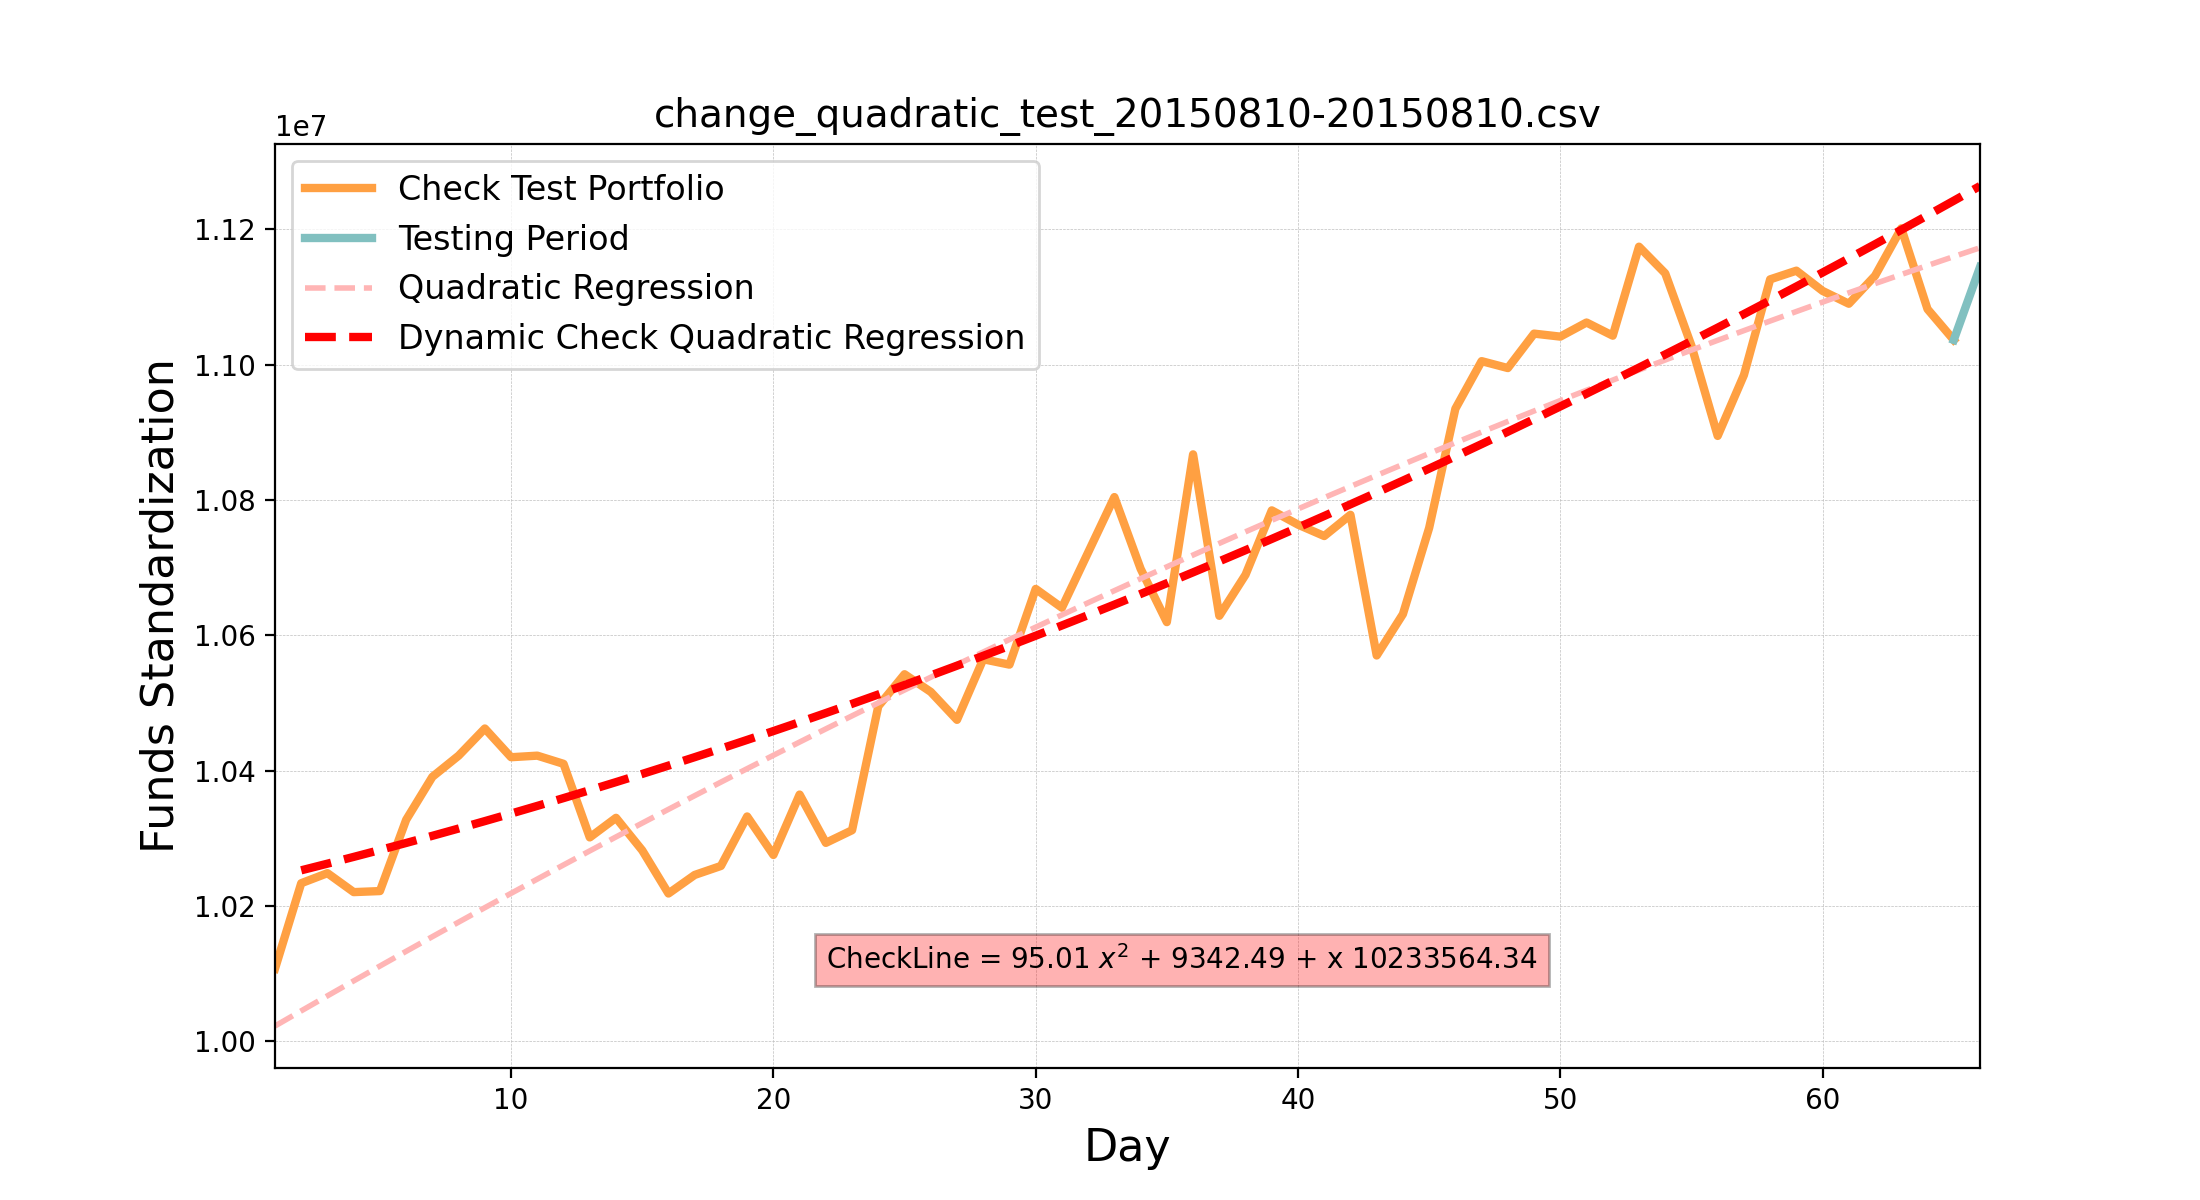 change_quadratic_test_20150810-20150810.csv
1e7
Check Test Portfolio
Testing Period
Quadratic Regression
Dynamic Check Quadratic Regression
Funds Standardization
1.12
1.10
1.08
1.06
1.04
1.02
1.00
CheckLine = 95.01 x² + 9342.49 + x 10233564.34
10 20 30 40 50 60
Day